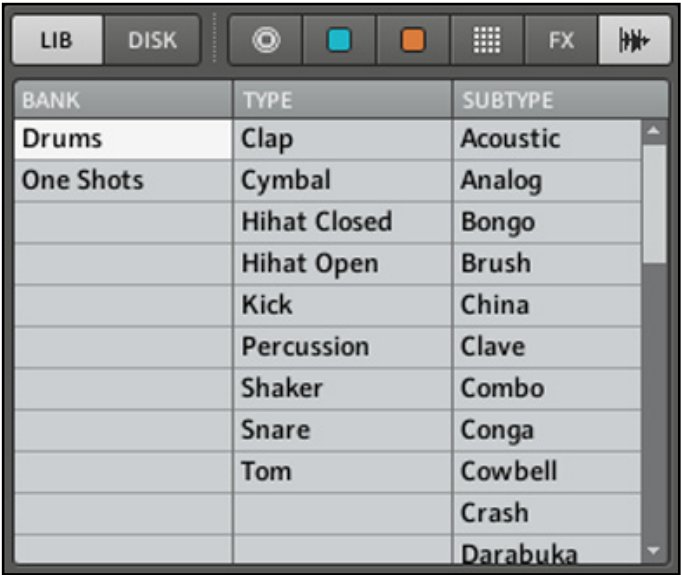 LIB DISK FX
BANK TYPE SUBTYPE
Drums Clap Acoustic
One Shots Cymbal Analog
Hihat Closed Bongo
Hihat Open Brush
Kick China
Percussion Clave
Shaker Combo
Snare Conga
Tom Cowbell
Crash
Darabuka